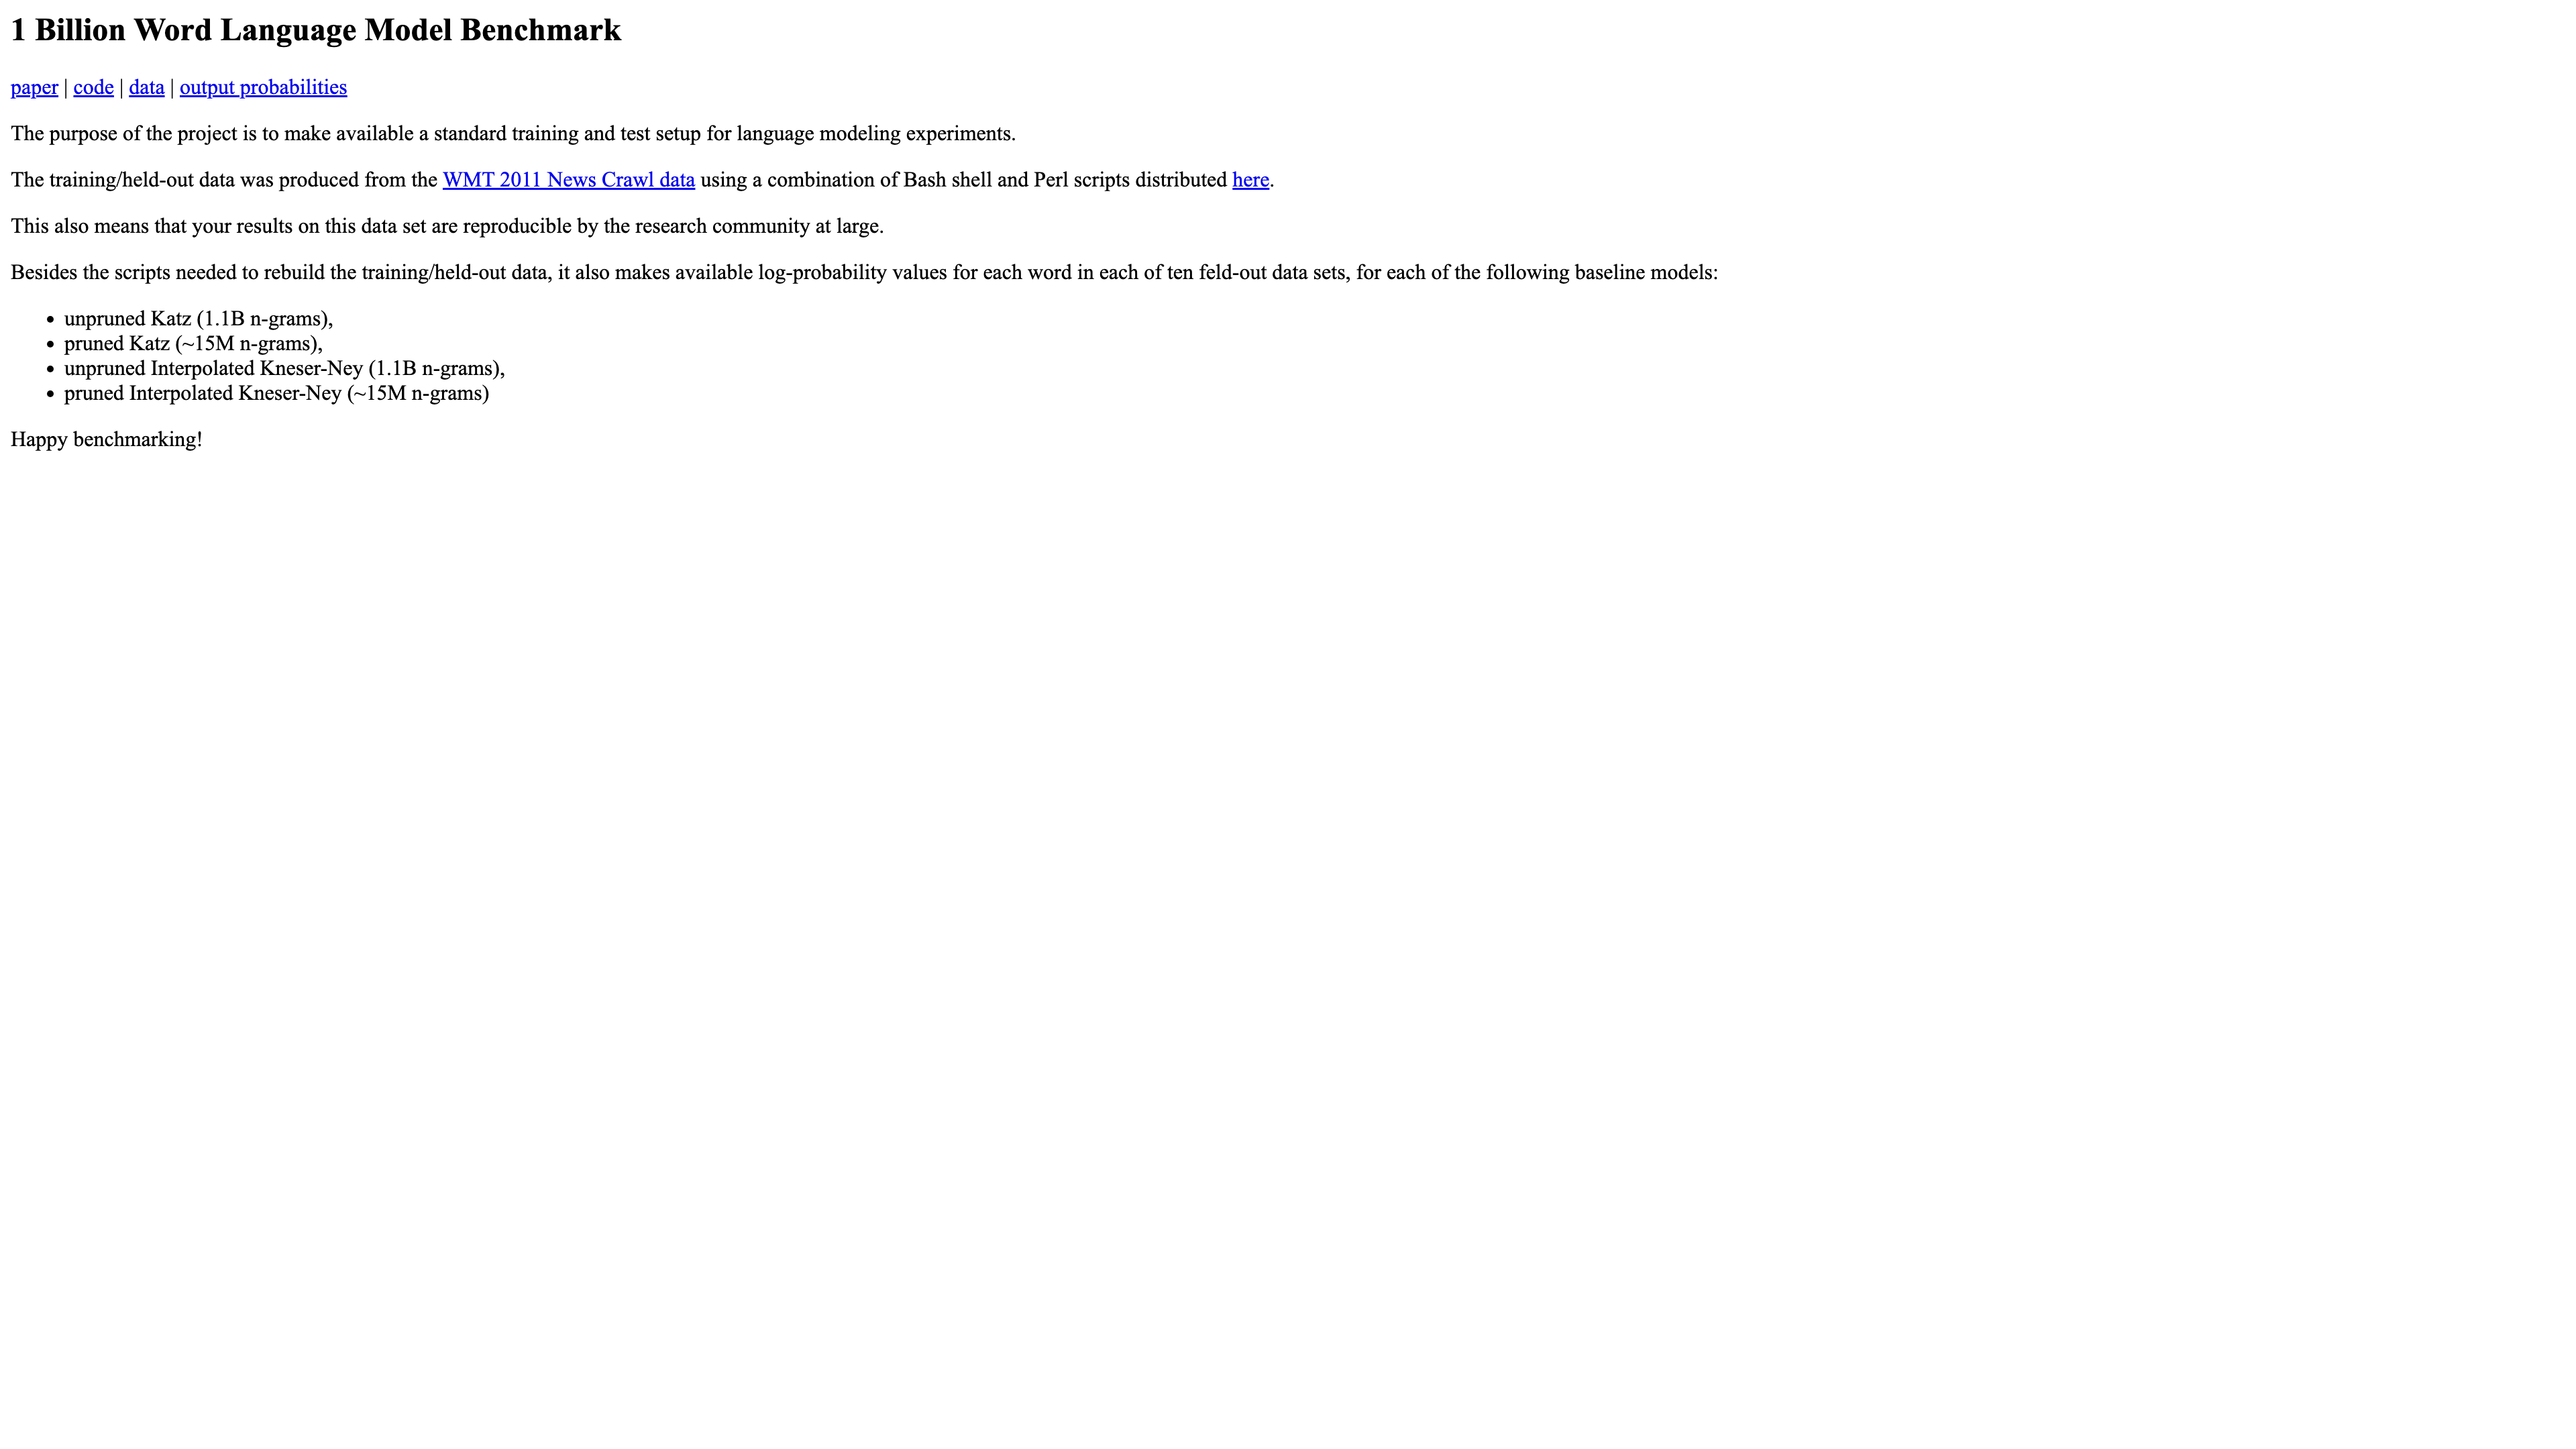 1 Billion Word Language Model Benchmark
paper | code | data | output probabilities
The purpose of the project is to make available a standard training and test setup for language modeling experiments.
The training/held-out data was produced from the WMT 2011 News Crawl data using a combination of Bash shell and Perl scripts distributed here.
This also means that your results on this data set are reproducible by the research community at large.
Besides the scripts needed to rebuild the training/held-out data, it also makes available log-probability values for each word in each of ten feld-out data sets, for each of the following baseline models:
• unpruned Katz (1.1B n-grams),
• pruned Katz (~15M n-grams),
• unpruned Interpolated Kneser-Ney (1.1B n-grams),
• pruned Interpolated Kneser-Ney (~15M n-grams)
Happy benchmarking!